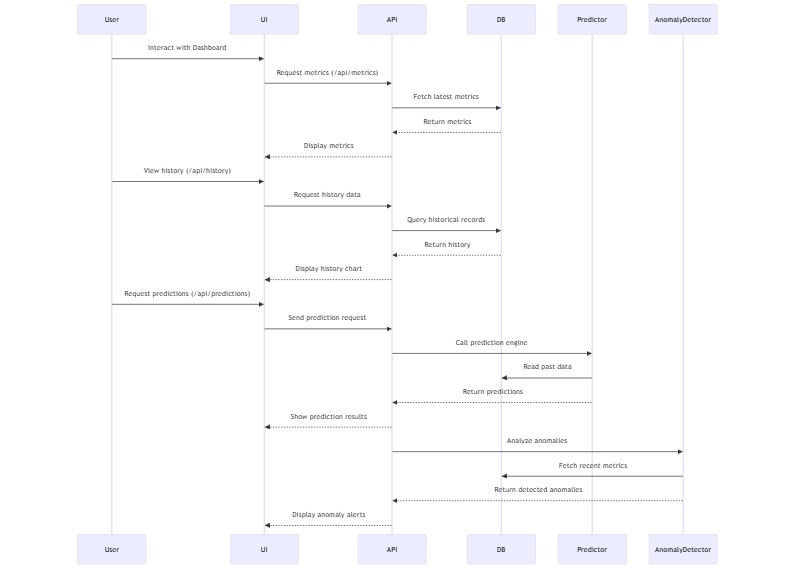 User
UI
API
DB
Predictor
AnomalyDetector
Interact with Dashboard
Request metrics (/api/metrics)
Fetch latest metrics
Return metrics
Display metrics
View history (/api/history)
Request history data
Query historical records
Return history
Display history chart
Request predictions (/api/predictions)
Send prediction request
Call prediction engine
Read past data
Return predictions
Show prediction results
Analyze anomalies
Fetch recent metrics
Return detected anomalies
Display anomaly alerts
User
UI
API
DB
Predictor
AnomalyDetector